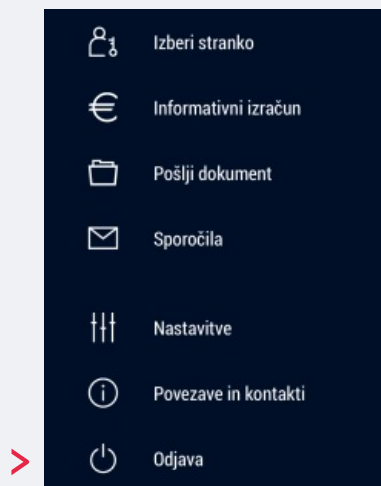 Izberi stranko
Informativni izračun
Pošlji dokument
Sporočila
Nastavitve
Povezave in kontakti
> Odjava